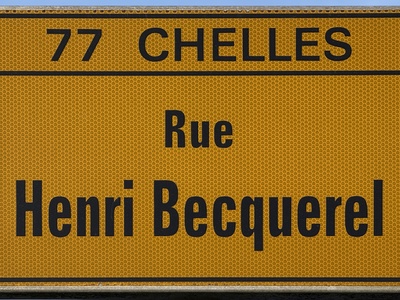 77 CHELLES
Rue
Henri Becquerel